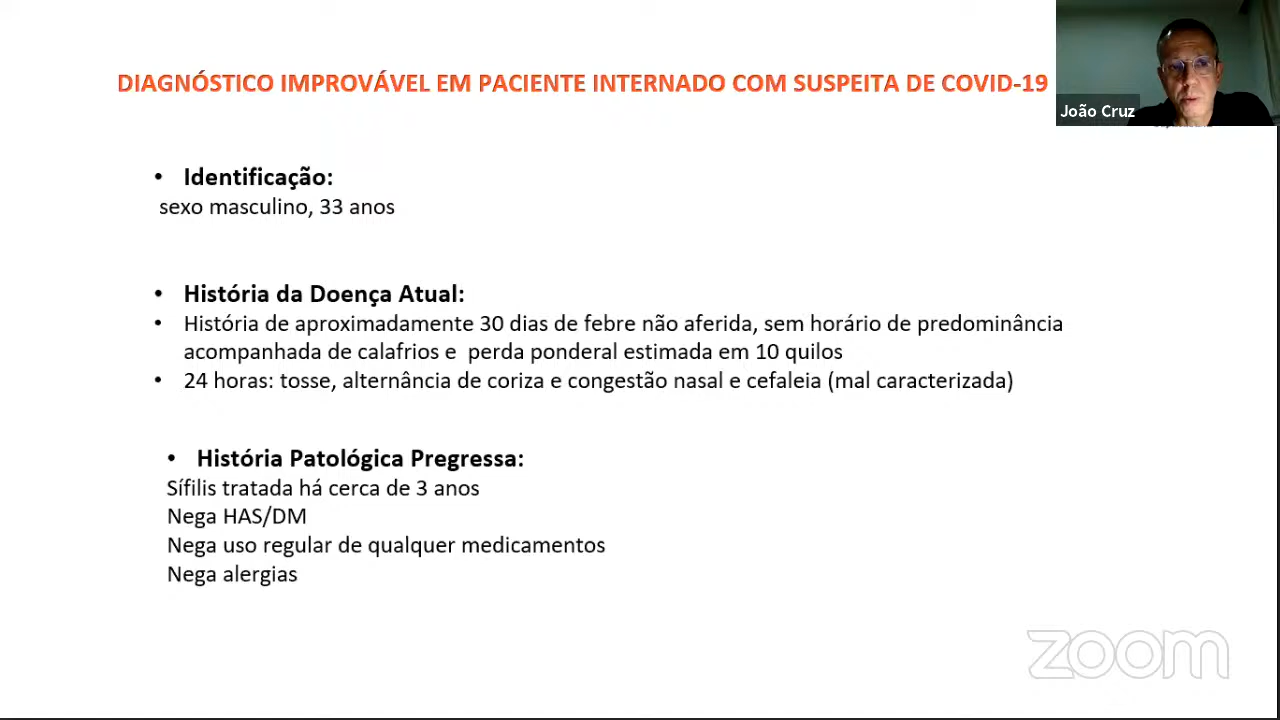 DIAGNÓSTICO IMPROVÁVEL EM PACIENTE INTERNADO COM SUSPEITA DE COVID-19
João Cruz
• Identificação:
sexo masculino, 33 anos
• História da Doença Atual:
• História de aproximadamente 30 dias de febre não aferida, sem horário de predominância
acompanhada de calafrios e perda ponderal estimada em 10 quilos
• 24 horas: tosse, alternância de coriza e congestão nasal e cefaleia (mal caracterizada)
• História Patológica Pregressa:
Sífilis tratada há cerca de 3 anos
Nega HAS/DM
Nega uso regular de qualquer medicamentos
Nega alergias
zoom